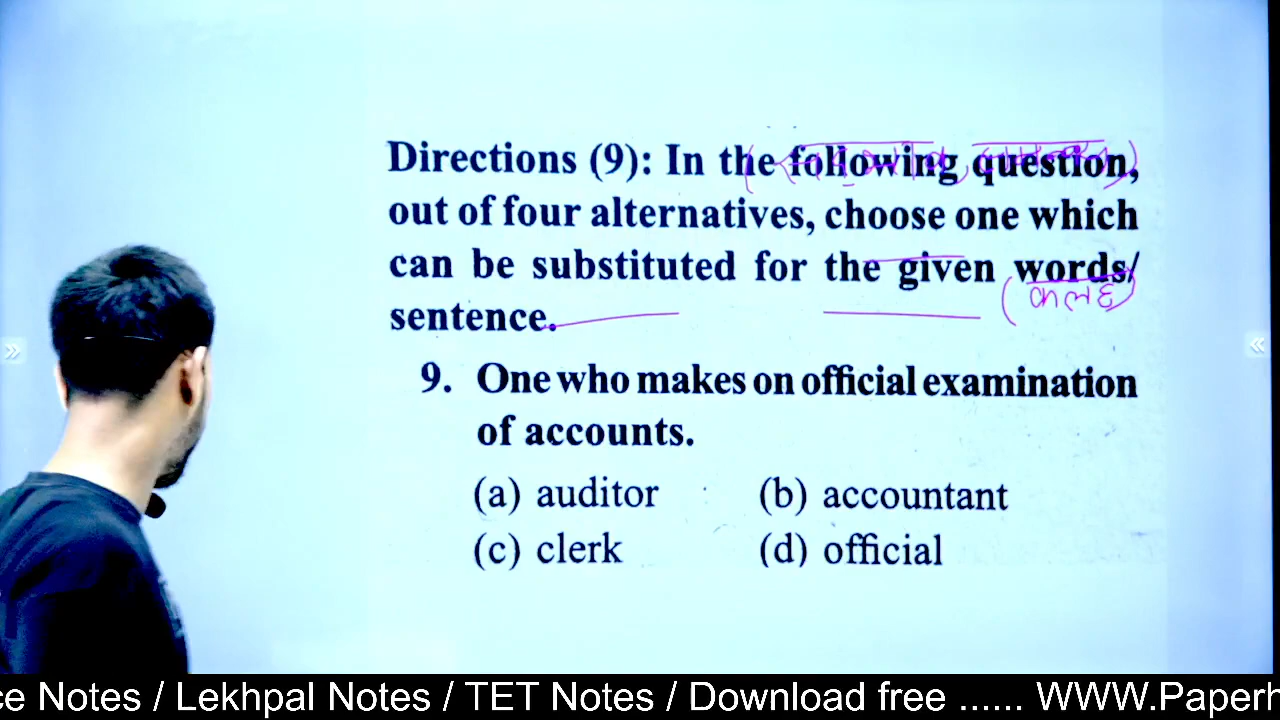 Directions (9): In the following question,
out of four alternatives, choose one which
can be substituted for the given words/
sentence.
(कलह)
9. One who makes on official examination
of accounts.
(a) auditor (b) accountant
(c) clerk (d) official
ce Notes / Lekhpal Notes / TET Notes / Download free ...... WWW.Paperh